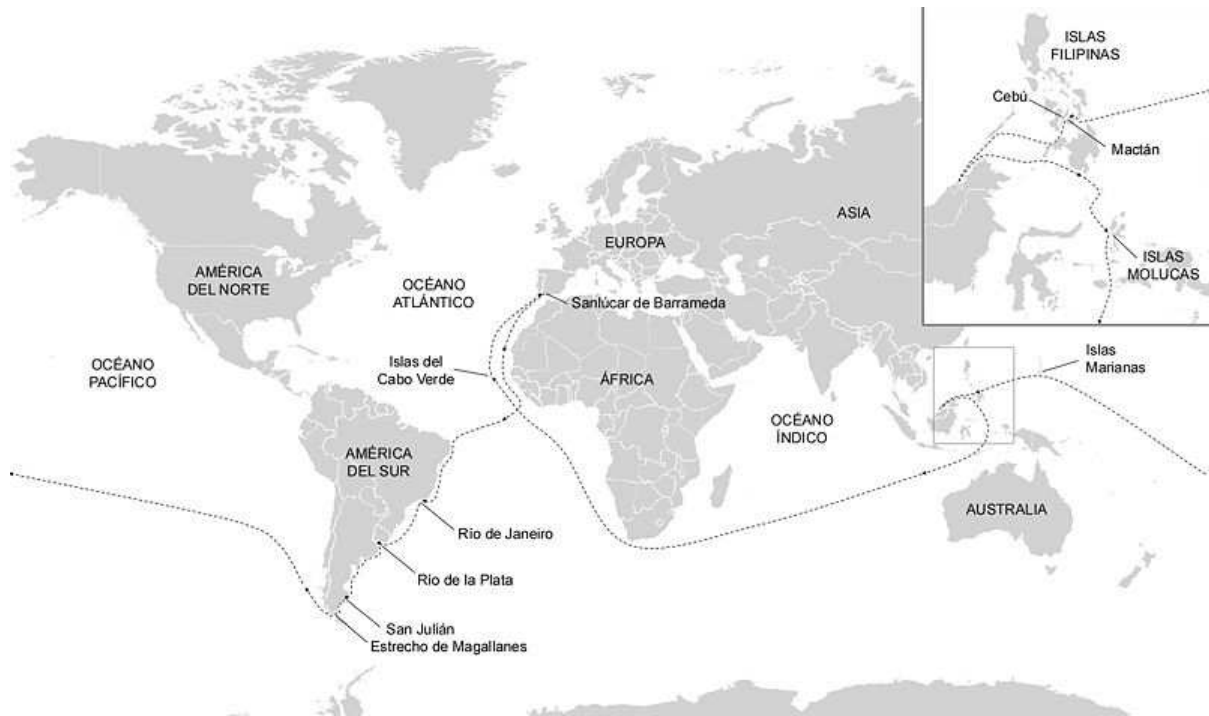 ISLAS
FILIPINAS
Cebú
Mactán
ISLAS
MOLUCAS
ASIA
EUROPA
AMÉRICA
DEL NORTE
OCÉANO
ATLÁNTICO
Sanlúcar de Barrameda
OCÉANO
PACÍFICO
Islas del
Cabo Verde
ÁFRICA
Islas
Marianas
OCÉANO
ÍNDICO
AMÉRICA
DEL SUR
AUSTRALIA
Río de Janeiro
Río de la Plata
San Julián
Estrecho de Magallanes